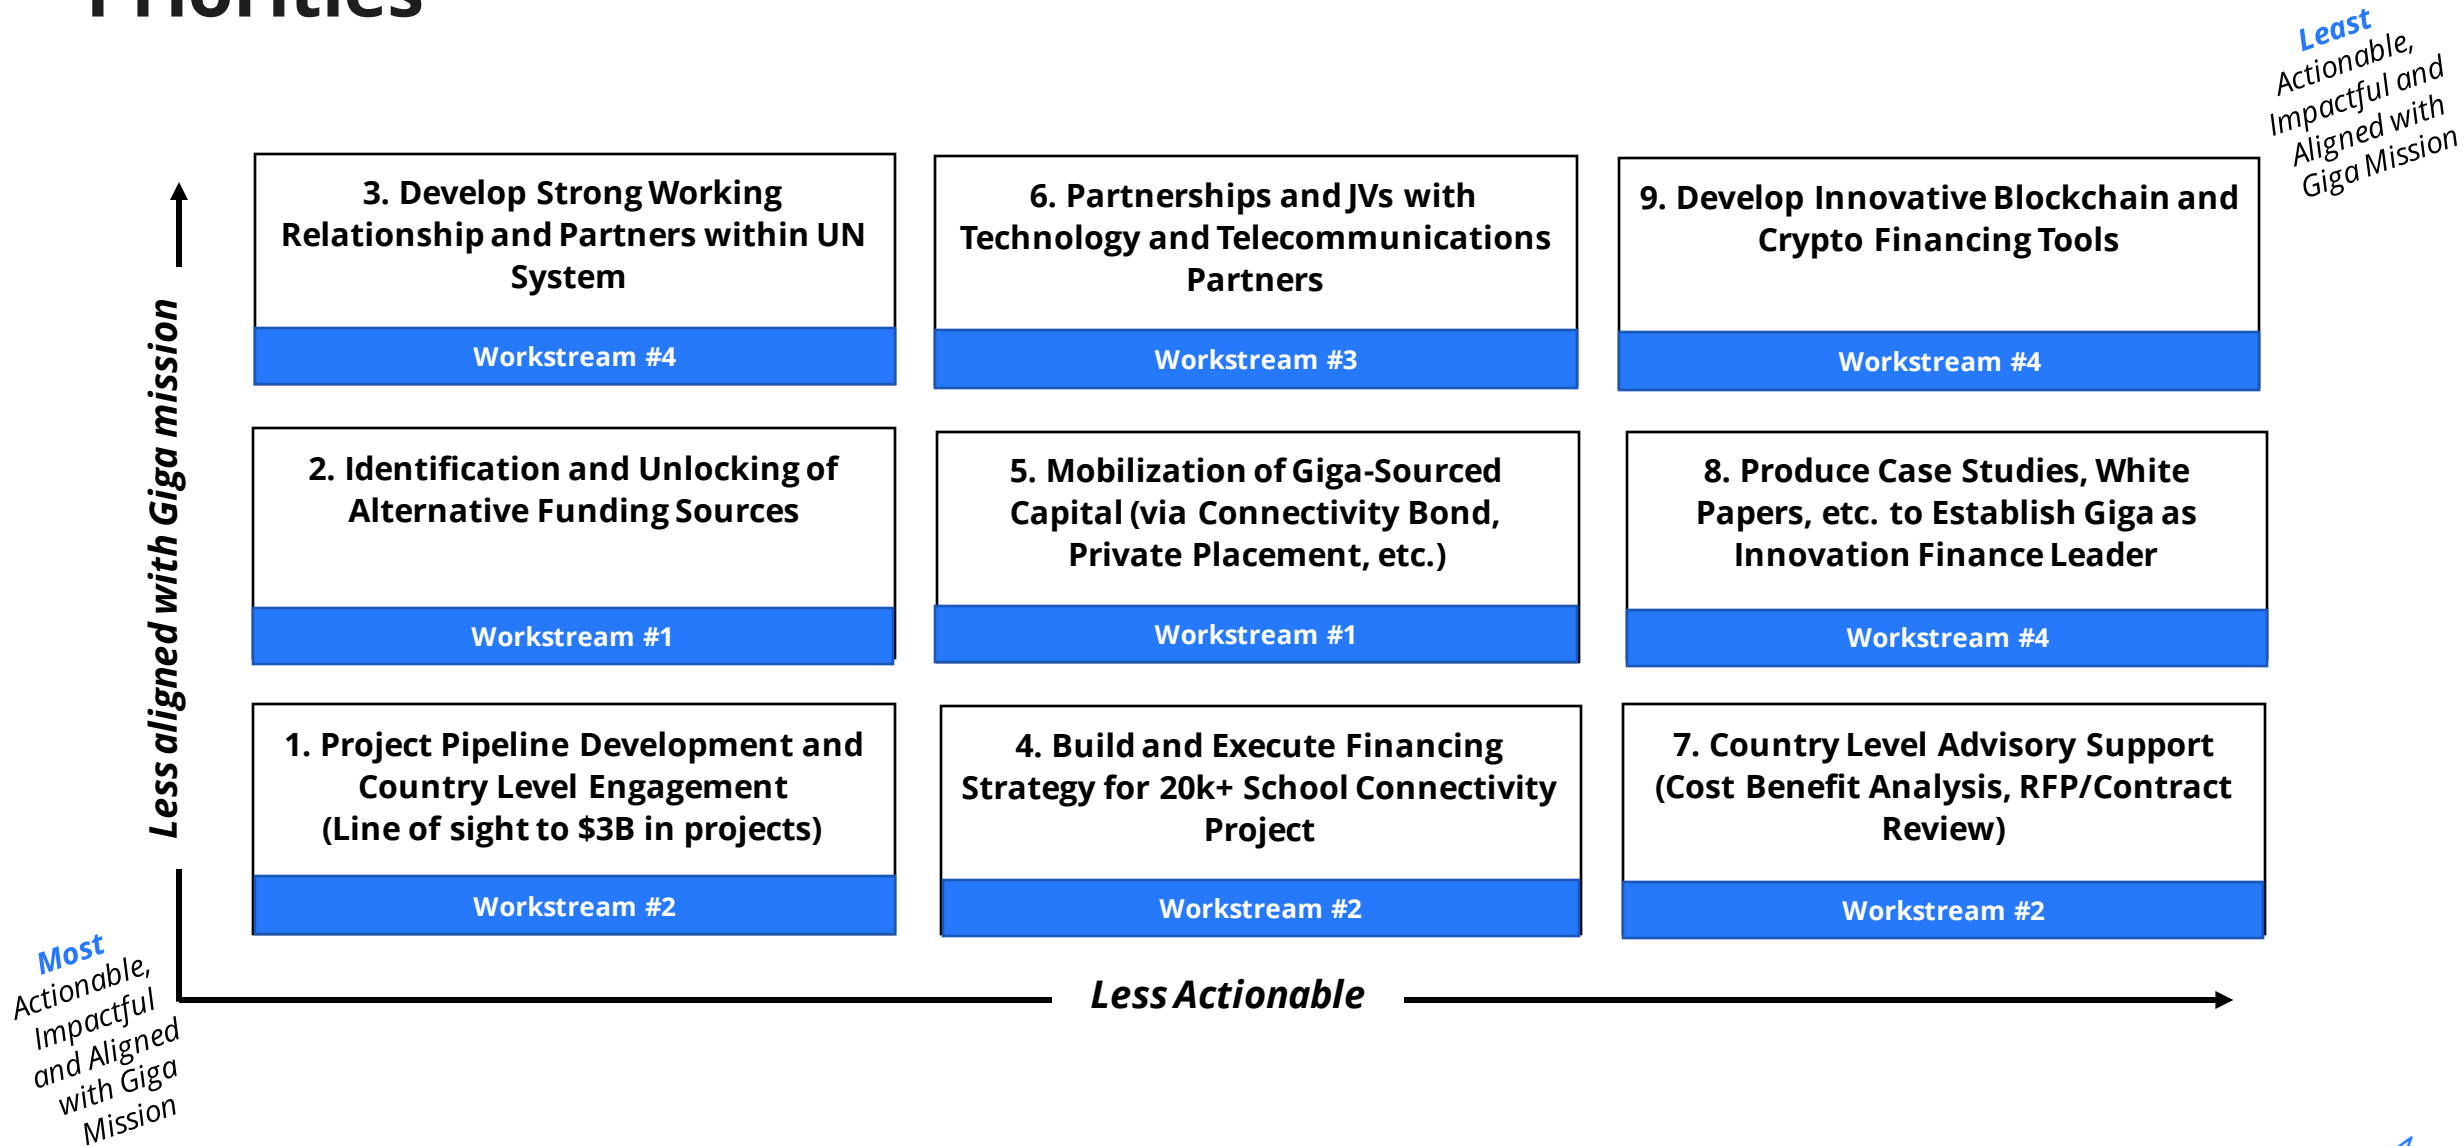 Priorities
Least
Actionable,
Impactful and
Aligned with
Giga Mission
3. Develop Strong Working
Relationship and Partners within UN
System
Workstream #4
6. Partnerships and JVs with
Technology and Telecommunications
Partners
Workstream #3
9. Develop Innovative Blockchain and
Crypto Financing Tools
Workstream #4
Less aligned with Giga mission
2. Identification and Unlocking of
Alternative Funding Sources
Workstream #1
5. Mobilization of Giga-Sourced
Capital (via Connectivity Bond,
Private Placement, etc.)
Workstream #1
8. Produce Case Studies, White
Papers, etc. to Establish Giga as
Innovation Finance Leader
Workstream #4
1. Project Pipeline Development and
Country Level Engagement
(Line of sight to $3B in projects)
Workstream #2
4. Build and Execute Financing
Strategy for 20k+ School Connectivity
Project
Workstream #2
7. Country Level Advisory Support
(Cost Benefit Analysis, RFP/Contract
Review)
Workstream #2
Most
Actionable,
Impactful
and Aligned
with Giga
Mission
Less Actionable